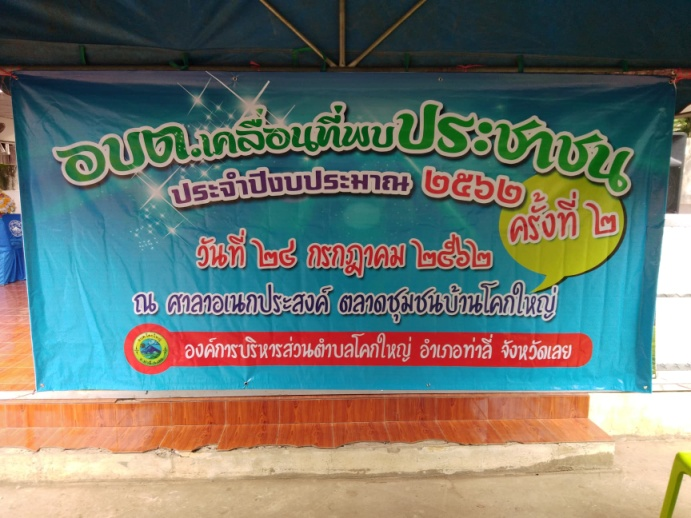 อบต.เคลื่อนที่พบประชาชน
ประจำปีงบประมาณ ๒๕๖๒
ครั้งที่ ๒
วันที่ ๒๔ กรกฎาคม ๒๕๖๒
ณ ศาลาอเนกประสงค์ ตลาดชุมชนบ้านโคกใหญ่
องค์การบริหารส่วนตำบลโคกใหญ่ อำเภอท่าลี่ จังหวัดเลย